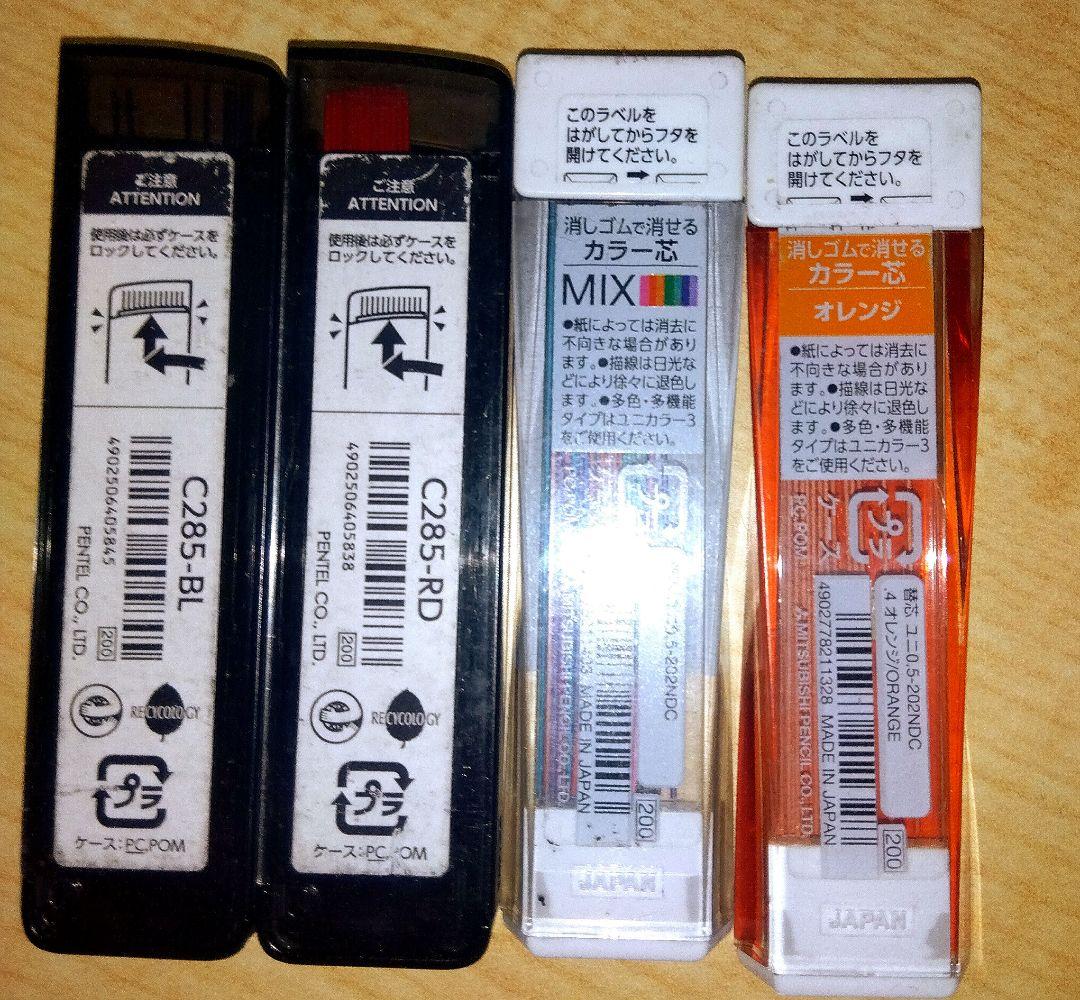 ご注意
ATTENTION
使用後は必ずケースを
ロックしてください。
C285-BL
4902506405845
PENTEL CO., LTD.
200
RECYCOLOGY
プラ
ケース:PC,POM
ご注意
ATTENTION
使用後は必ずケースを
ロックしてください。
C285-RD
4902506405838
PENTEL CO., LTD.
200
RECYCOLOGY
プラ
ケース:PC, OM
このラベルを
はがしてからフタを
開けてください。
消しゴムで消せる
カラー芯
MIX
●紙によっては消去に
不向きな場合があり
ます。●描線は日光な
どにより徐々に退色し
ます。●多色・多機能
タイプはユニカラー3
をご使用ください。
プラ
0.5-202NDC
MADE IN JAPAN
MITSUBISHI PENCIL CO., LTD.
200
JAPAN
このラベルを
はがしてからフタを
開けてください。
消しゴムで消せる
カラー芯
オレンジ
●紙によっては消去に
不向きな場合があり
ます。●描線は日光な
どにより徐々に退色し
ます。●多色・多機能
タイプはユニカラー3
をご使用ください。
プラ
ケース
PC.POM
替芯 ユニ0.5-202NDC
.4 オレンジ/ORANGE
4902778211328 MADE IN JAPAN
MITSUBISHI PENCIL CO., LTD.
200
JAPAN